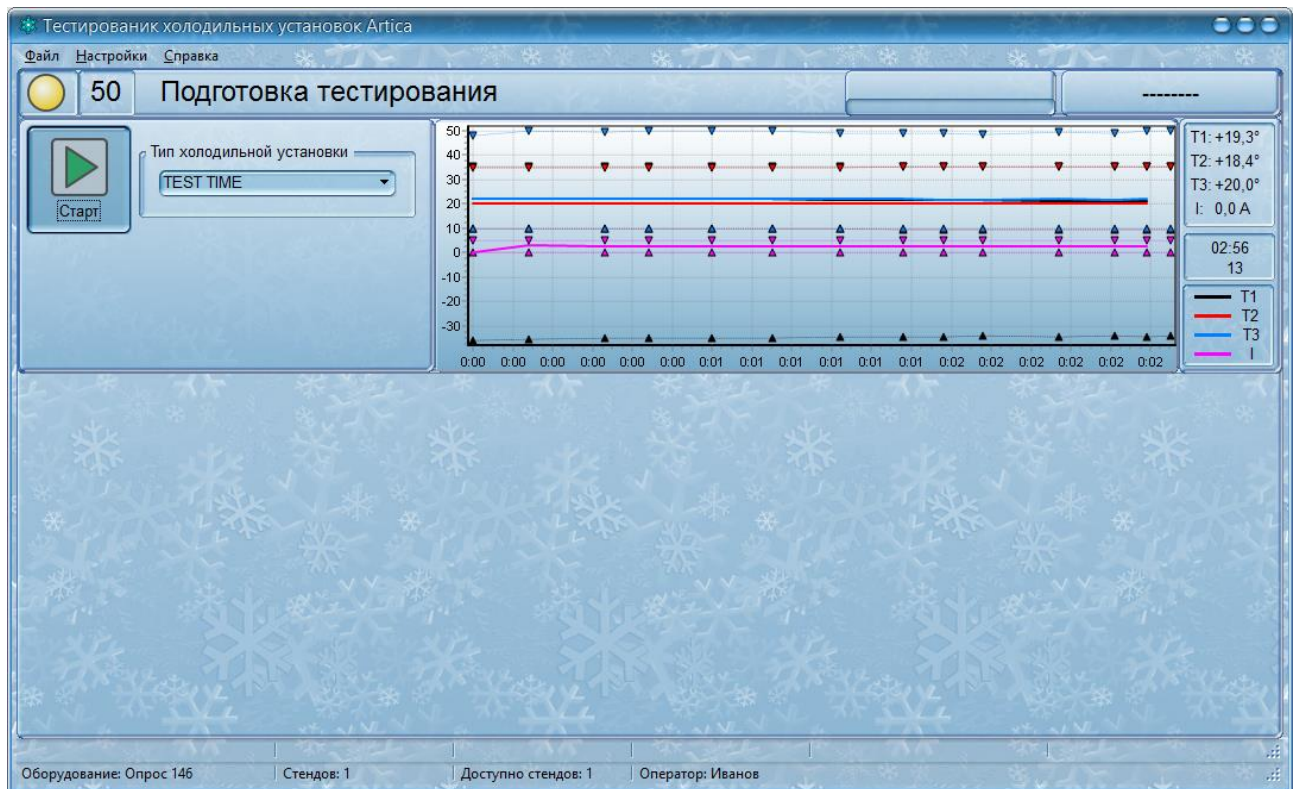 Тестированик холодильных установок Artica
Файл Настройки Справка
50 Подготовка тестирования --------
Старт
Тип холодильной установки
TEST TIME
50
40
30
20
10
0
-10
-20
-30
0:00 0:00 0:00 0:00 0:00 0:00 0:01 0:01 0:01 0:01 0:01 0:01 0:02 0:02 0:02 0:02 0:02 0:02
T1: +19,3°
T2: +18,4°
T3: +20,0°
I: 0,0 A
02:56
13
T1
T2
T3
I
Оборудование: Опрос 146 Стендов: 1 Доступно стендов: 1 Оператор: Иванов